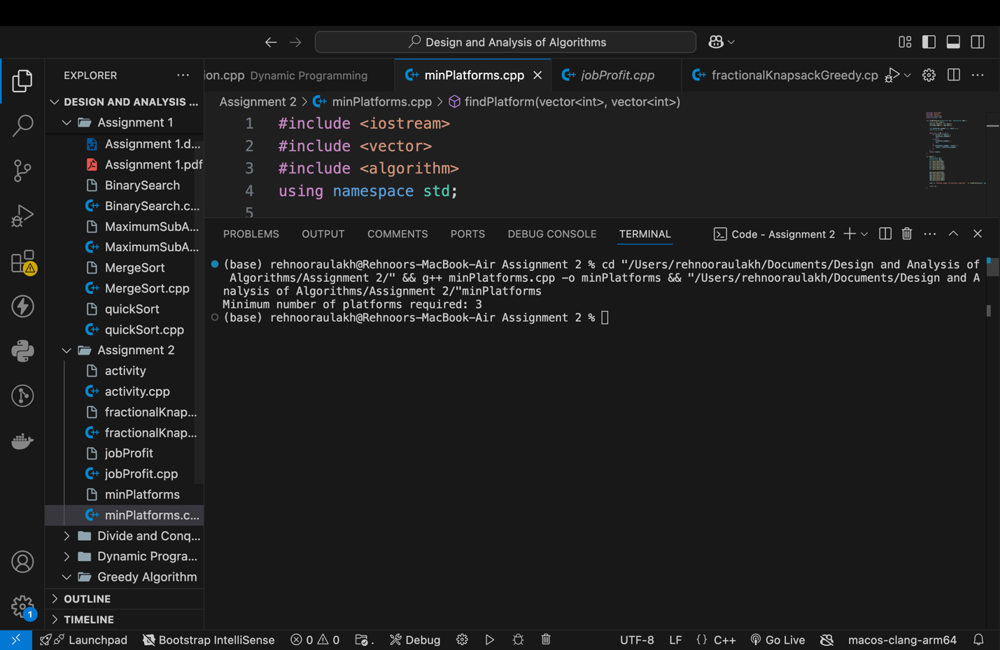 Design and Analysis of Algorithms
EXPLORER
ion.cpp Dynamic Programming
minPlatforms.cpp
jobProfit.cpp
fractionalKnapsackGreedy.cp
DESIGN AND ANALYSIS ...
Assignment 1
Assignment 1.d...
Assignment 1.pdf
BinarySearch
BinarySearch.c...
MaximumSubA...
MaximumSubA...
MergeSort
MergeSort.cpp
quickSort
quickSort.cpp
Assignment 2
activity
activity.cpp
fractionalKnap...
fractionalKnap...
jobProfit
jobProfit.cpp
minPlatforms
minPlatforms.c...
Divide and Conq...
Dynamic Progra...
Greedy Algorithm
OUTLINE
TIMELINE
Assignment 2 > minPlatforms.cpp > findPlatform(vector<int>, vector<int>)
1 #include <iostream>
2 #include <vector>
3 #include <algorithm>
4 using namespace std;
5
PROBLEMS OUTPUT COMMENTS PORTS DEBUG CONSOLE TERMINAL
Code - Assignment 2
(base) rehnooraulakh@Rehnoors-MacBook-Air Assignment 2 % cd "/Users/rehnooraulakh/Documents/Design and Analysis of
Algorithms/Assignment 2/" && g++ minPlatforms.cpp -o minPlatforms && "/Users/rehnooraulakh/Documents/Design and A
nalysis of Algorithms/Assignment 2/"minPlatforms
Minimum number of platforms required: 3
(base) rehnooraulakh@Rehnoors-MacBook-Air Assignment 2 %
1
Launchpad Bootstrap IntelliSense 0 0 . Debug UTF-8 LF {} C++ Go Live macos-clang-arm64